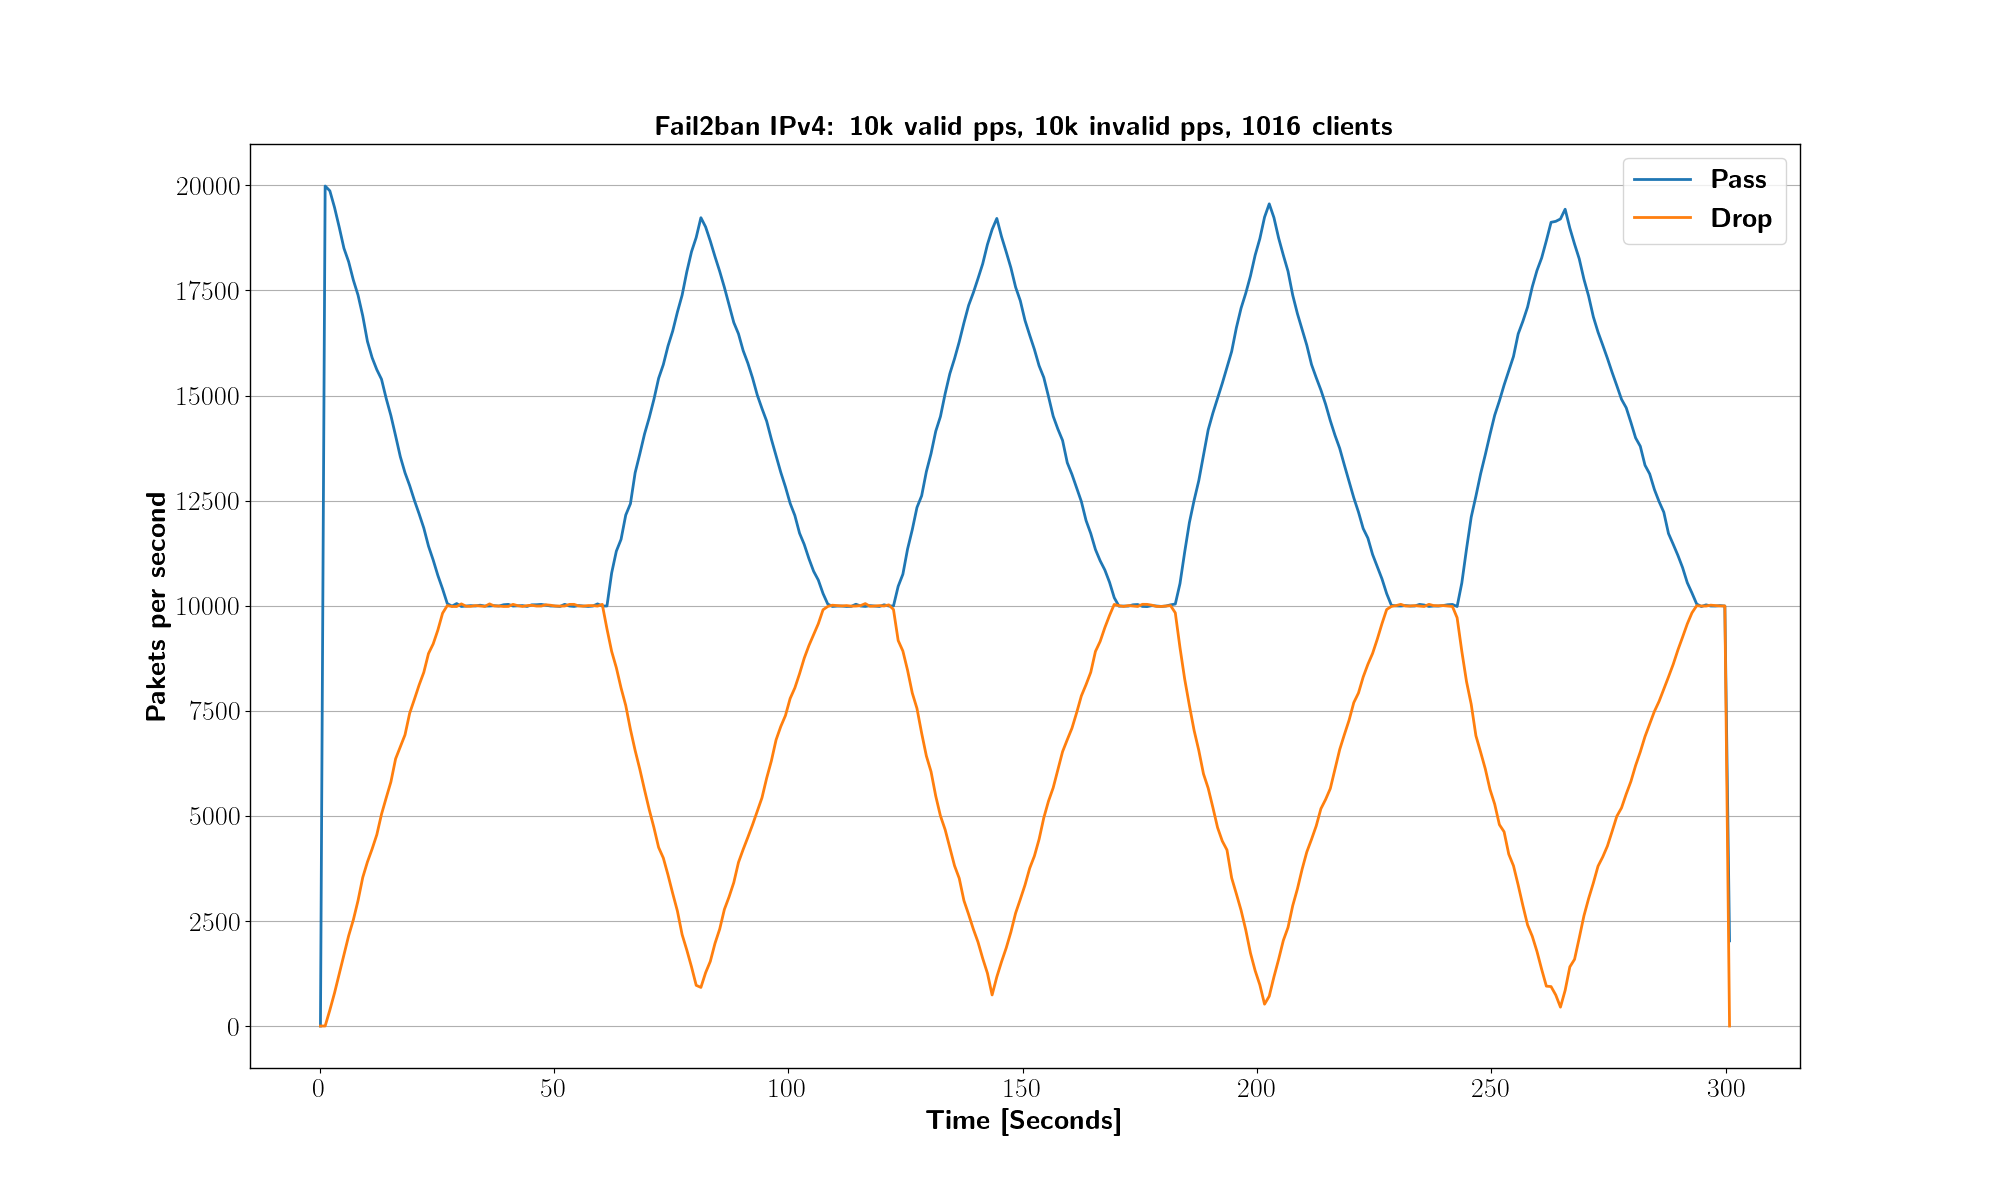 Fail2ban IPv4: 10k valid pps, 10k invalid pps, 1016 clients
Pass
Drop
20000
17500
15000
12500
10000
7500
5000
2500
0
Pakets per second
0 50 100 150 200 250 300
Time [Seconds]